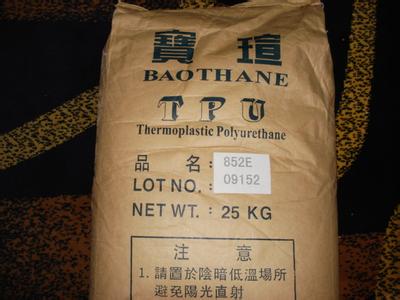 寶瑄
BAOTHANE
TPU
Thermoplastic Polyurethane
品 名：852E
LOT NO.：09152
NET WT.：25 KG
注 意
1. 請置於陰暗低溫場所
避免陽光直射